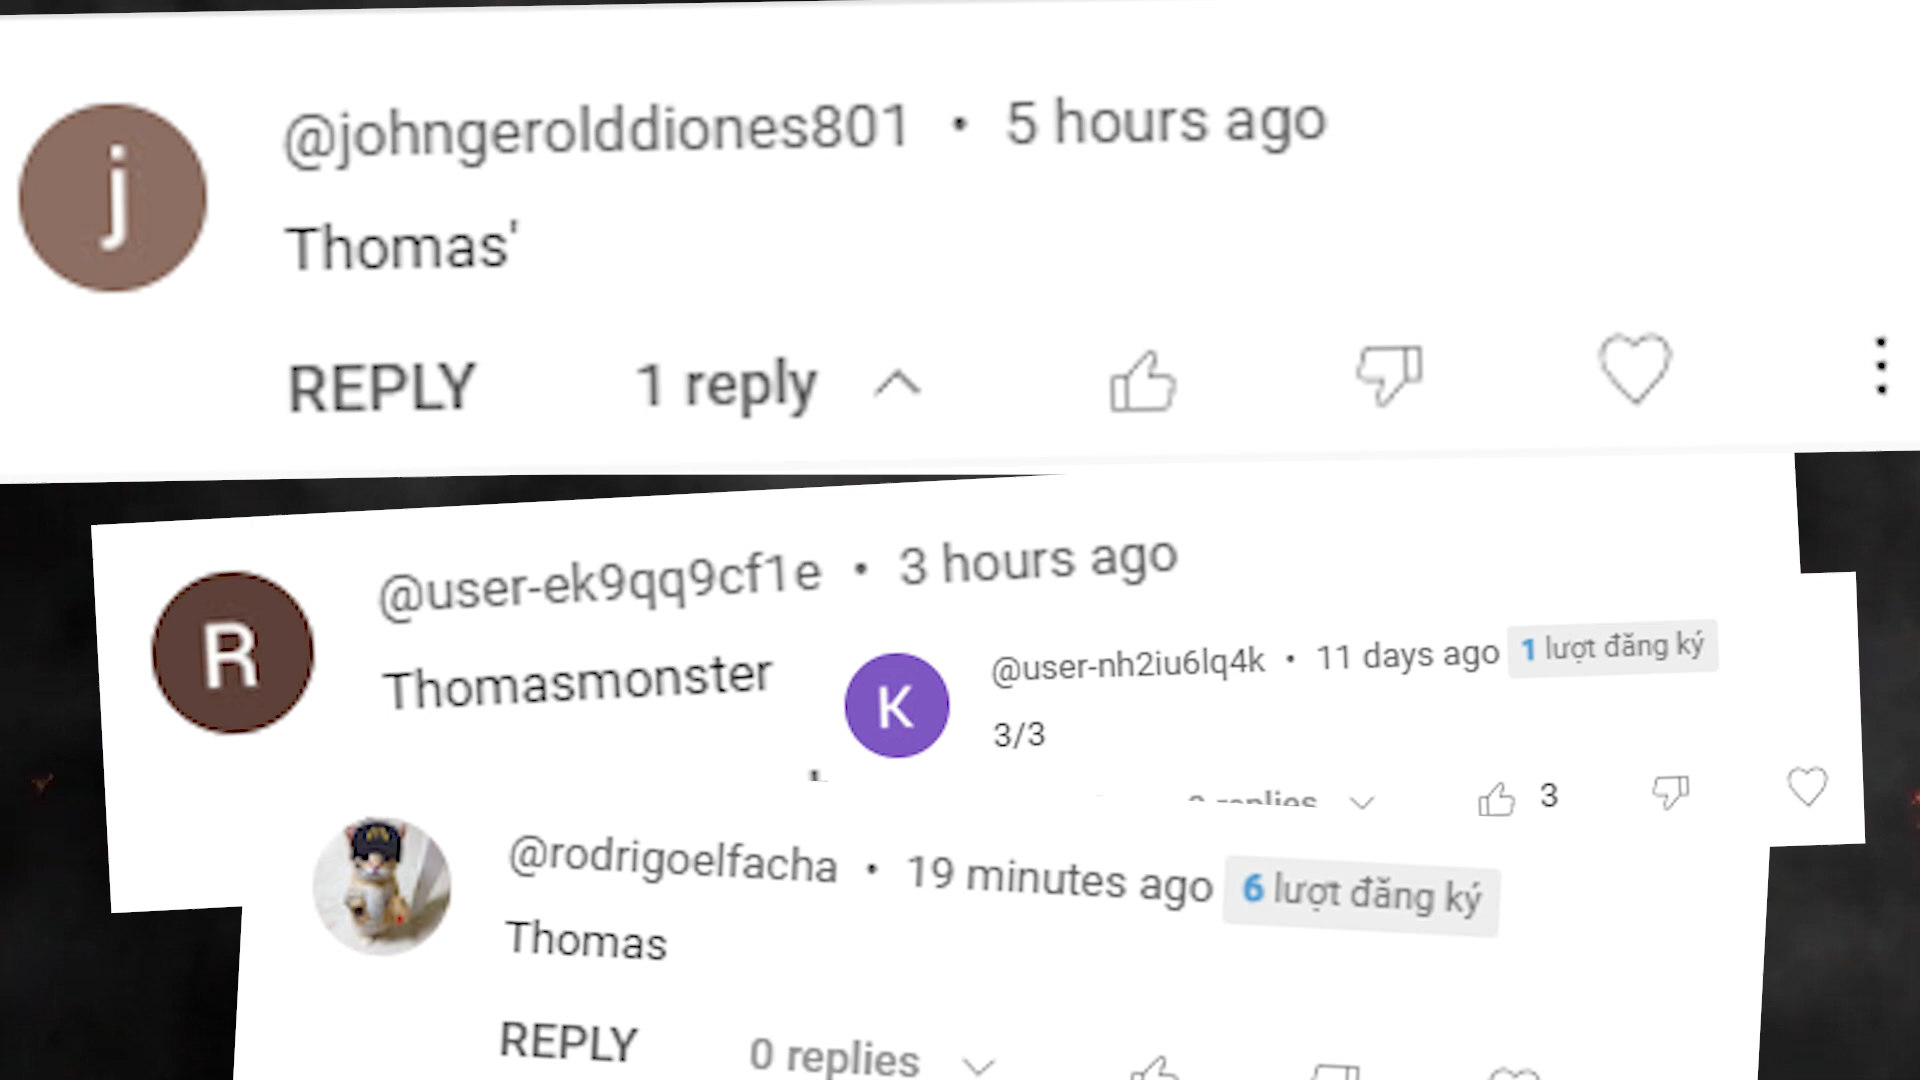 j
@johngerolddiones801 • 5 hours ago
Thomas'
REPLY 1 reply
R
@user-ek9qq9cf1e • 3 hours ago
Thomasmonster
K
@user-nh2iu6lq4k • 11 days ago 1 lượt đăng ký
3/3
replies 3
@rodrigoelfacha • 19 minutes ago 6 lượt đăng ký
Thomas
REPLY 0 replies